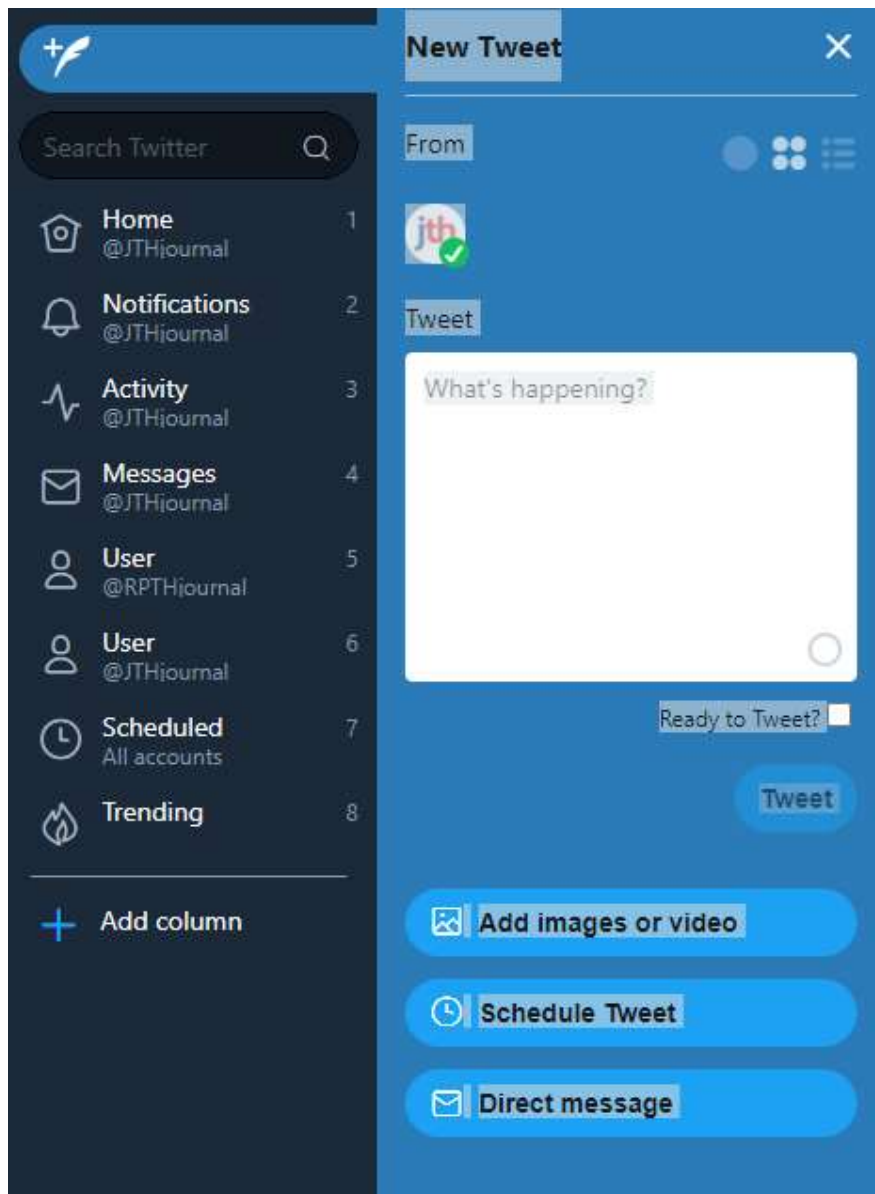 Search Twitter
Home 1
@JTHjournal
Notifications 2
@JTHjournal
Activity 3
@JTHjournal
Messages 4
@JTHjournal
User 5
@RPTHjournal
User 6
@JTHjournal
Scheduled 7
All accounts
Trending 8
Add column
New Tweet
From
jth
Tweet
What's happening?
Ready to Tweet?
Tweet
Add images or video
Schedule Tweet
Direct message